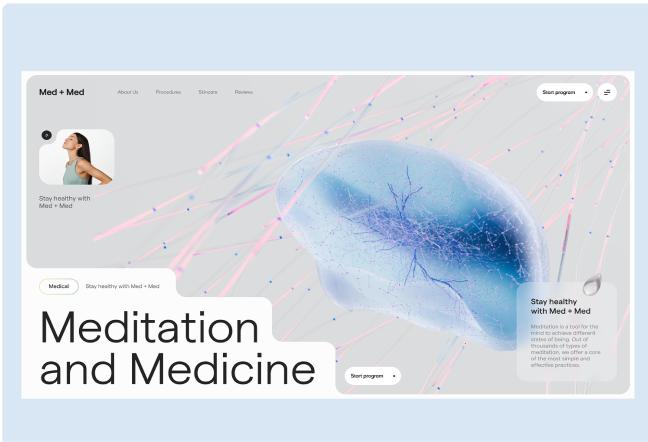 Med + Med
About Us
Procedures
Skincare
Reviews
Start program
Stay healthy with
Med + Med
Medical
Stay healthy with Med + Med
Meditation
and Medicine
Start program
Stay healthy
with Med + Med
Meditation is a tool for the
mind to achieve different
states of being. Out of
thousands of types of
meditation, we offer a core
of the most simple and
effective practices.